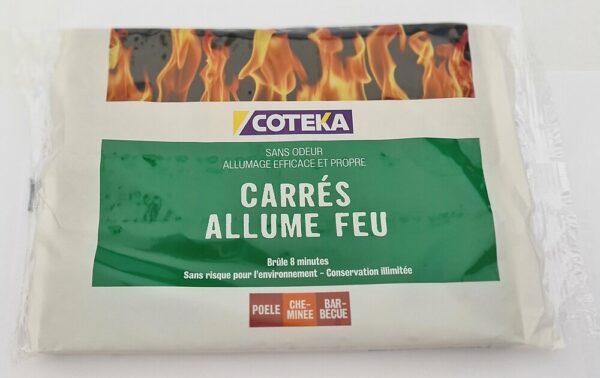 COTEKA
SANS ODEUR
ALLUMAGE EFFICACE ET PROPRE
CARRÉS
ALLUME FEU
Brûle 8 minutes
Sans risque pour l'environnement - Conservation illimitée
POELE
CHE-
MINEE
BAR-
BECUE